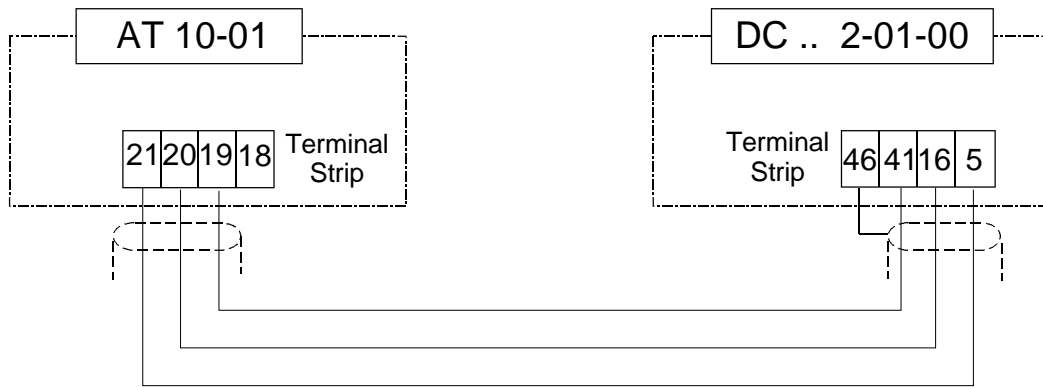 AT 10-01
DC .. 2-01-00
21 20 19 18
Terminal
Strip
Terminal
Strip
46 41 16 5